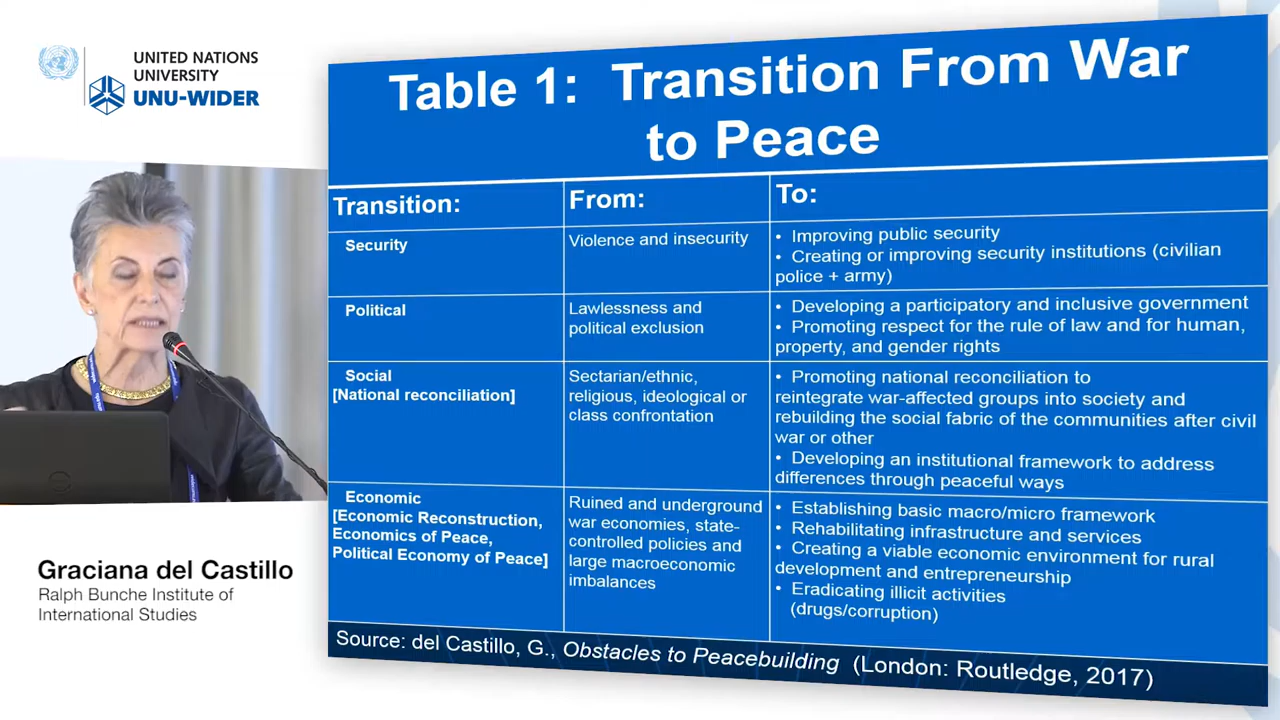 UNITED NATIONS
UNIVERSITY
UNU-WIDER
Table 1: Transition From War
to Peace
Transition:
From:
To:
Security
Violence and insecurity
• Improving public security
• Creating or improving security institutions (civilian
police + army)
Political
Lawlessness and
political exclusion
• Developing a participatory and inclusive government
• Promoting respect for the rule of law and for human,
property, and gender rights
Social
[National reconciliation]
Sectarian/ethnic,
religious, ideological or
class confrontation
• Promoting national reconciliation to
reintegrate war-affected groups into society and
rebuilding the social fabric of the communities after civil
war or other
• Developing an institutional framework to address
differences through peaceful ways
Economic
[Economic Reconstruction,
Economics of Peace,
Political Economy of Peace]
Ruined and underground
war economies, state-
controlled policies and
large macroeconomic
imbalances
• Establishing basic macro/micro framework
• Rehabilitating infrastructure and services
• Creating a viable economic environment for rural
development and entrepreneurship
• Eradicating illicit activities
(drugs/corruption)
Source: del Castillo, G., Obstacles to Peacebuilding (London: Routledge, 2017)
Graciana del Castillo
Ralph Bunche Institute of
International Studies